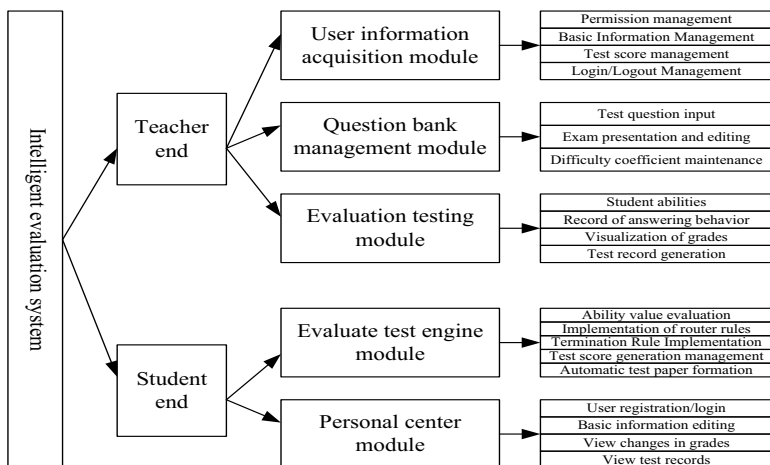 Intelligent evaluation system
Teacher
end
User information
acquisition module
Permission management
Basic Information Management
Test score management
Login/Logout Management
Question bank
management module
Test question input
Exam presentation and editing
Difficulty coefficient maintenance
Evaluation testing
module
Student abilities
Record of answering behavior
Visualization of grades
Test record generation
Student
end
Evaluate test engine
module
Ability value evaluation
Implementation of router rules
Termination Rule Implementation
Test score generation management
Automatic test paper formation
Personal center
module
User registration/login
Basic information editing
View changes in grades
View test records